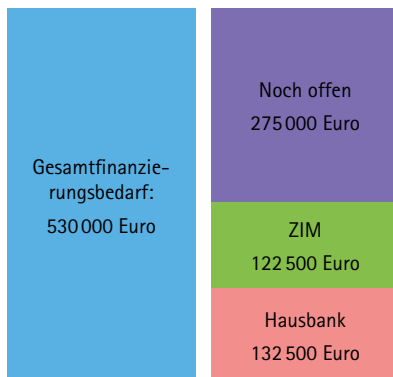 Gesamtfinanzie-
rungsbedarf:
530 000 Euro
Noch offen
275 000 Euro
ZIM
122 500 Euro
Hausbank
132 500 Euro